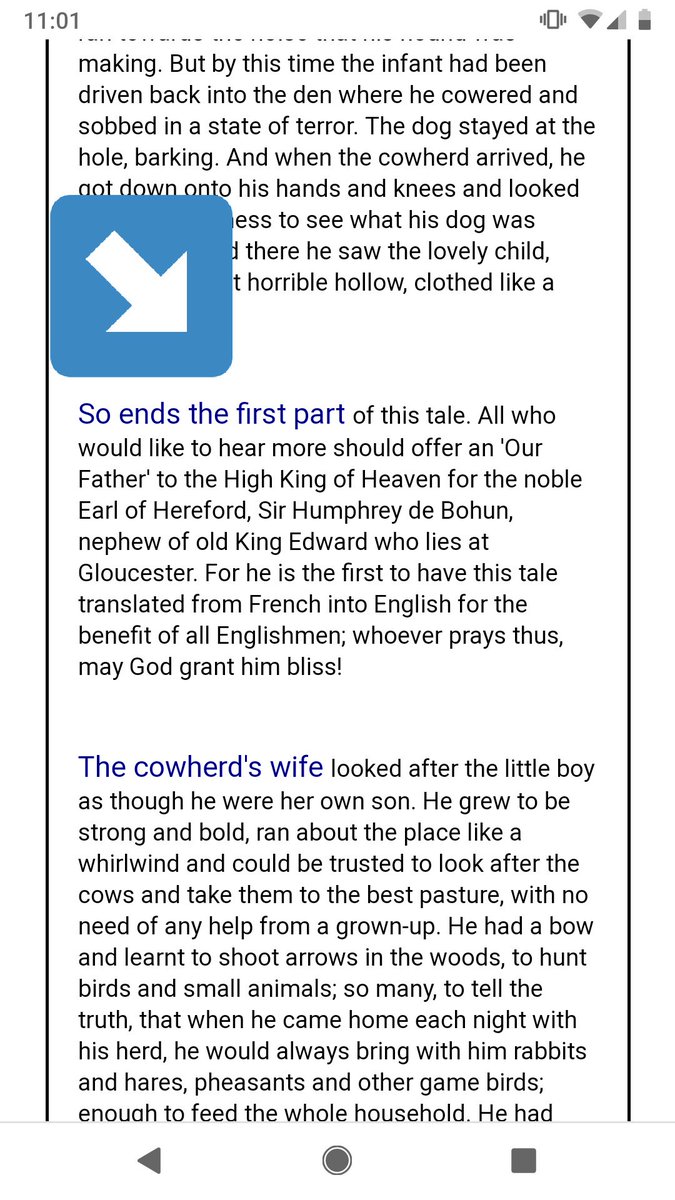 11:01
making. But by this time the infant had been
driven back into the den where he cowered and
sobbed in a state of terror. The dog stayed at the
hole, barking. And when the cowherd arrived, he
got down onto his hands and knees and looked
to see what his dog was
there he saw the lovely child,
horrible hollow, clothed like a
So ends the first part of this tale. All who
would like to hear more should offer an 'Our
Father' to the High King of Heaven for the noble
Earl of Hereford, Sir Humphrey de Bohun,
nephew of old King Edward who lies at
Gloucester. For he is the first to have this tale
translated from French into English for the
benefit of all Englishmen; whoever prays thus,
may God grant him bliss!
The cowherd's wife looked after the little boy
as though he were her own son. He grew to be
strong and bold, ran about the place like a
whirlwind and could be trusted to look after the
cows and take them to the best pasture, with no
need of any help from a grown-up. He had a bow
and learnt to shoot arrows in the woods, to hunt
birds and small animals; so many, to tell the
truth, that when he came home each night with
his herd, he would always bring with him rabbits
and hares, pheasants and other game birds;
enough to feed the whole household. He had